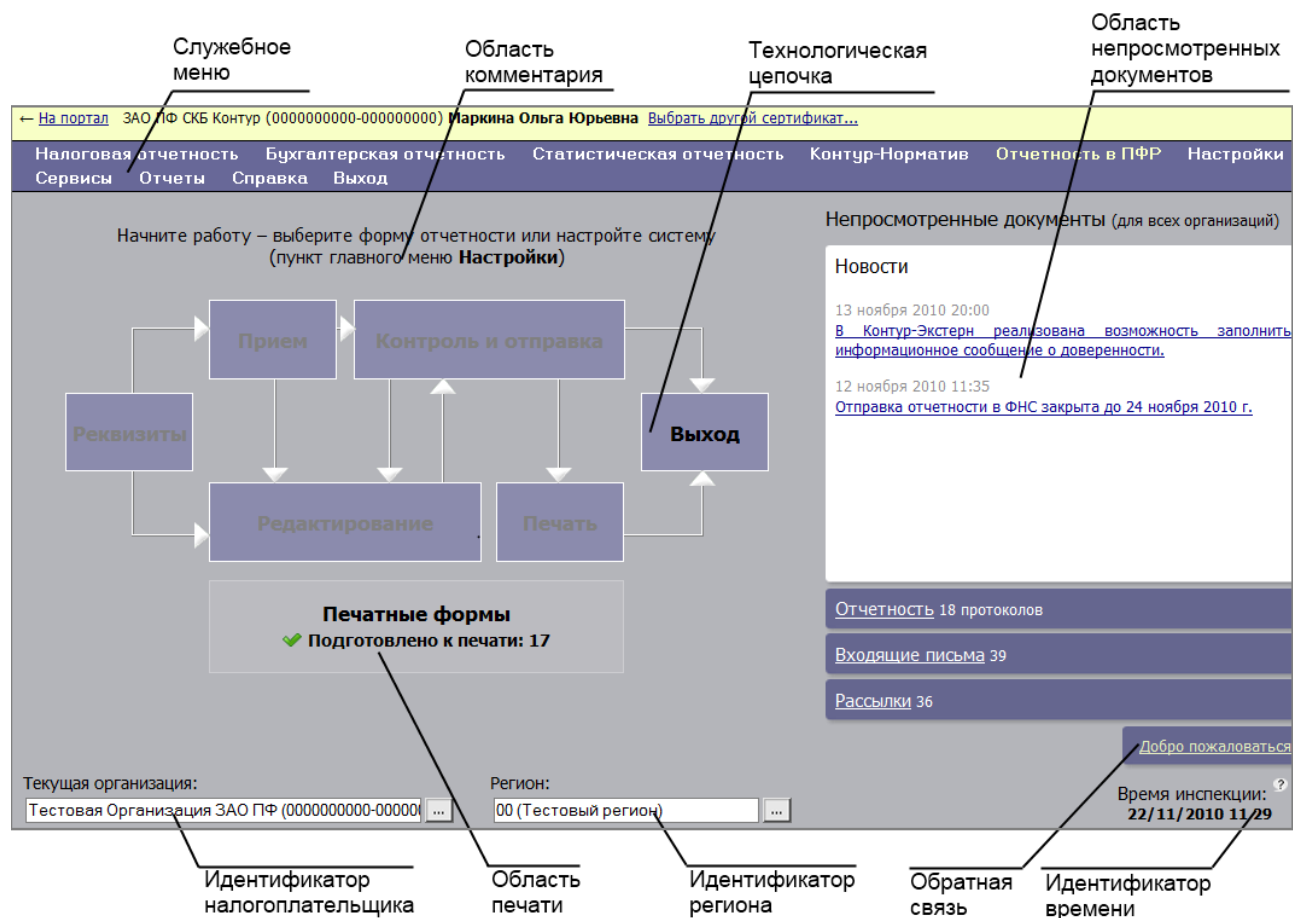 Служебное
меню
Область
комментария
Технологическая
цепочка
Область
непросмотренных
документов
← На портал ЗАО ПФ СКБ Контур (0000000000-000000000) Маркина Ольга Юрьевна Выбрать другой сертификат...
Налоговая отчетность Бухгалтерская отчетность Статистическая отчетность Контур-Норматив Отчетность в ПФР Настройки
Сервисы Отчеты Справка Выход
Начните работу – выберите форму отчетности или настройте систему
(пункт главного меню Настройки)
Непросмотренные документы (для всех организаций)
Новости
13 ноября 2010 20:00
В Контур-Экстерн реализована возможность заполнить
информационное сообщение о доверенности.
12 ноября 2010 11:35
Отправка отчетности в ФНС закрыта до 24 ноября 2010 г.
Прием
Контроль и отправка
Реквизиты
Выход
Редактирование
Печать
Печатные формы
Подготовлено к печати: 17
Отчетность 18 протоколов
Входящие письма 39
Рассылки 36
Добро пожаловаться
Текущая организация:
Тестовая Организация ЗАО ПФ (0000000000-000000 ...
Регион:
00 (Тестовый регион) ...
Время инспекции: ?
22/11/2010 11:29
Идентификатор
налогоплательщика
Область
печати
Идентификатор
региона
Обратная
связь
Идентификатор
времени